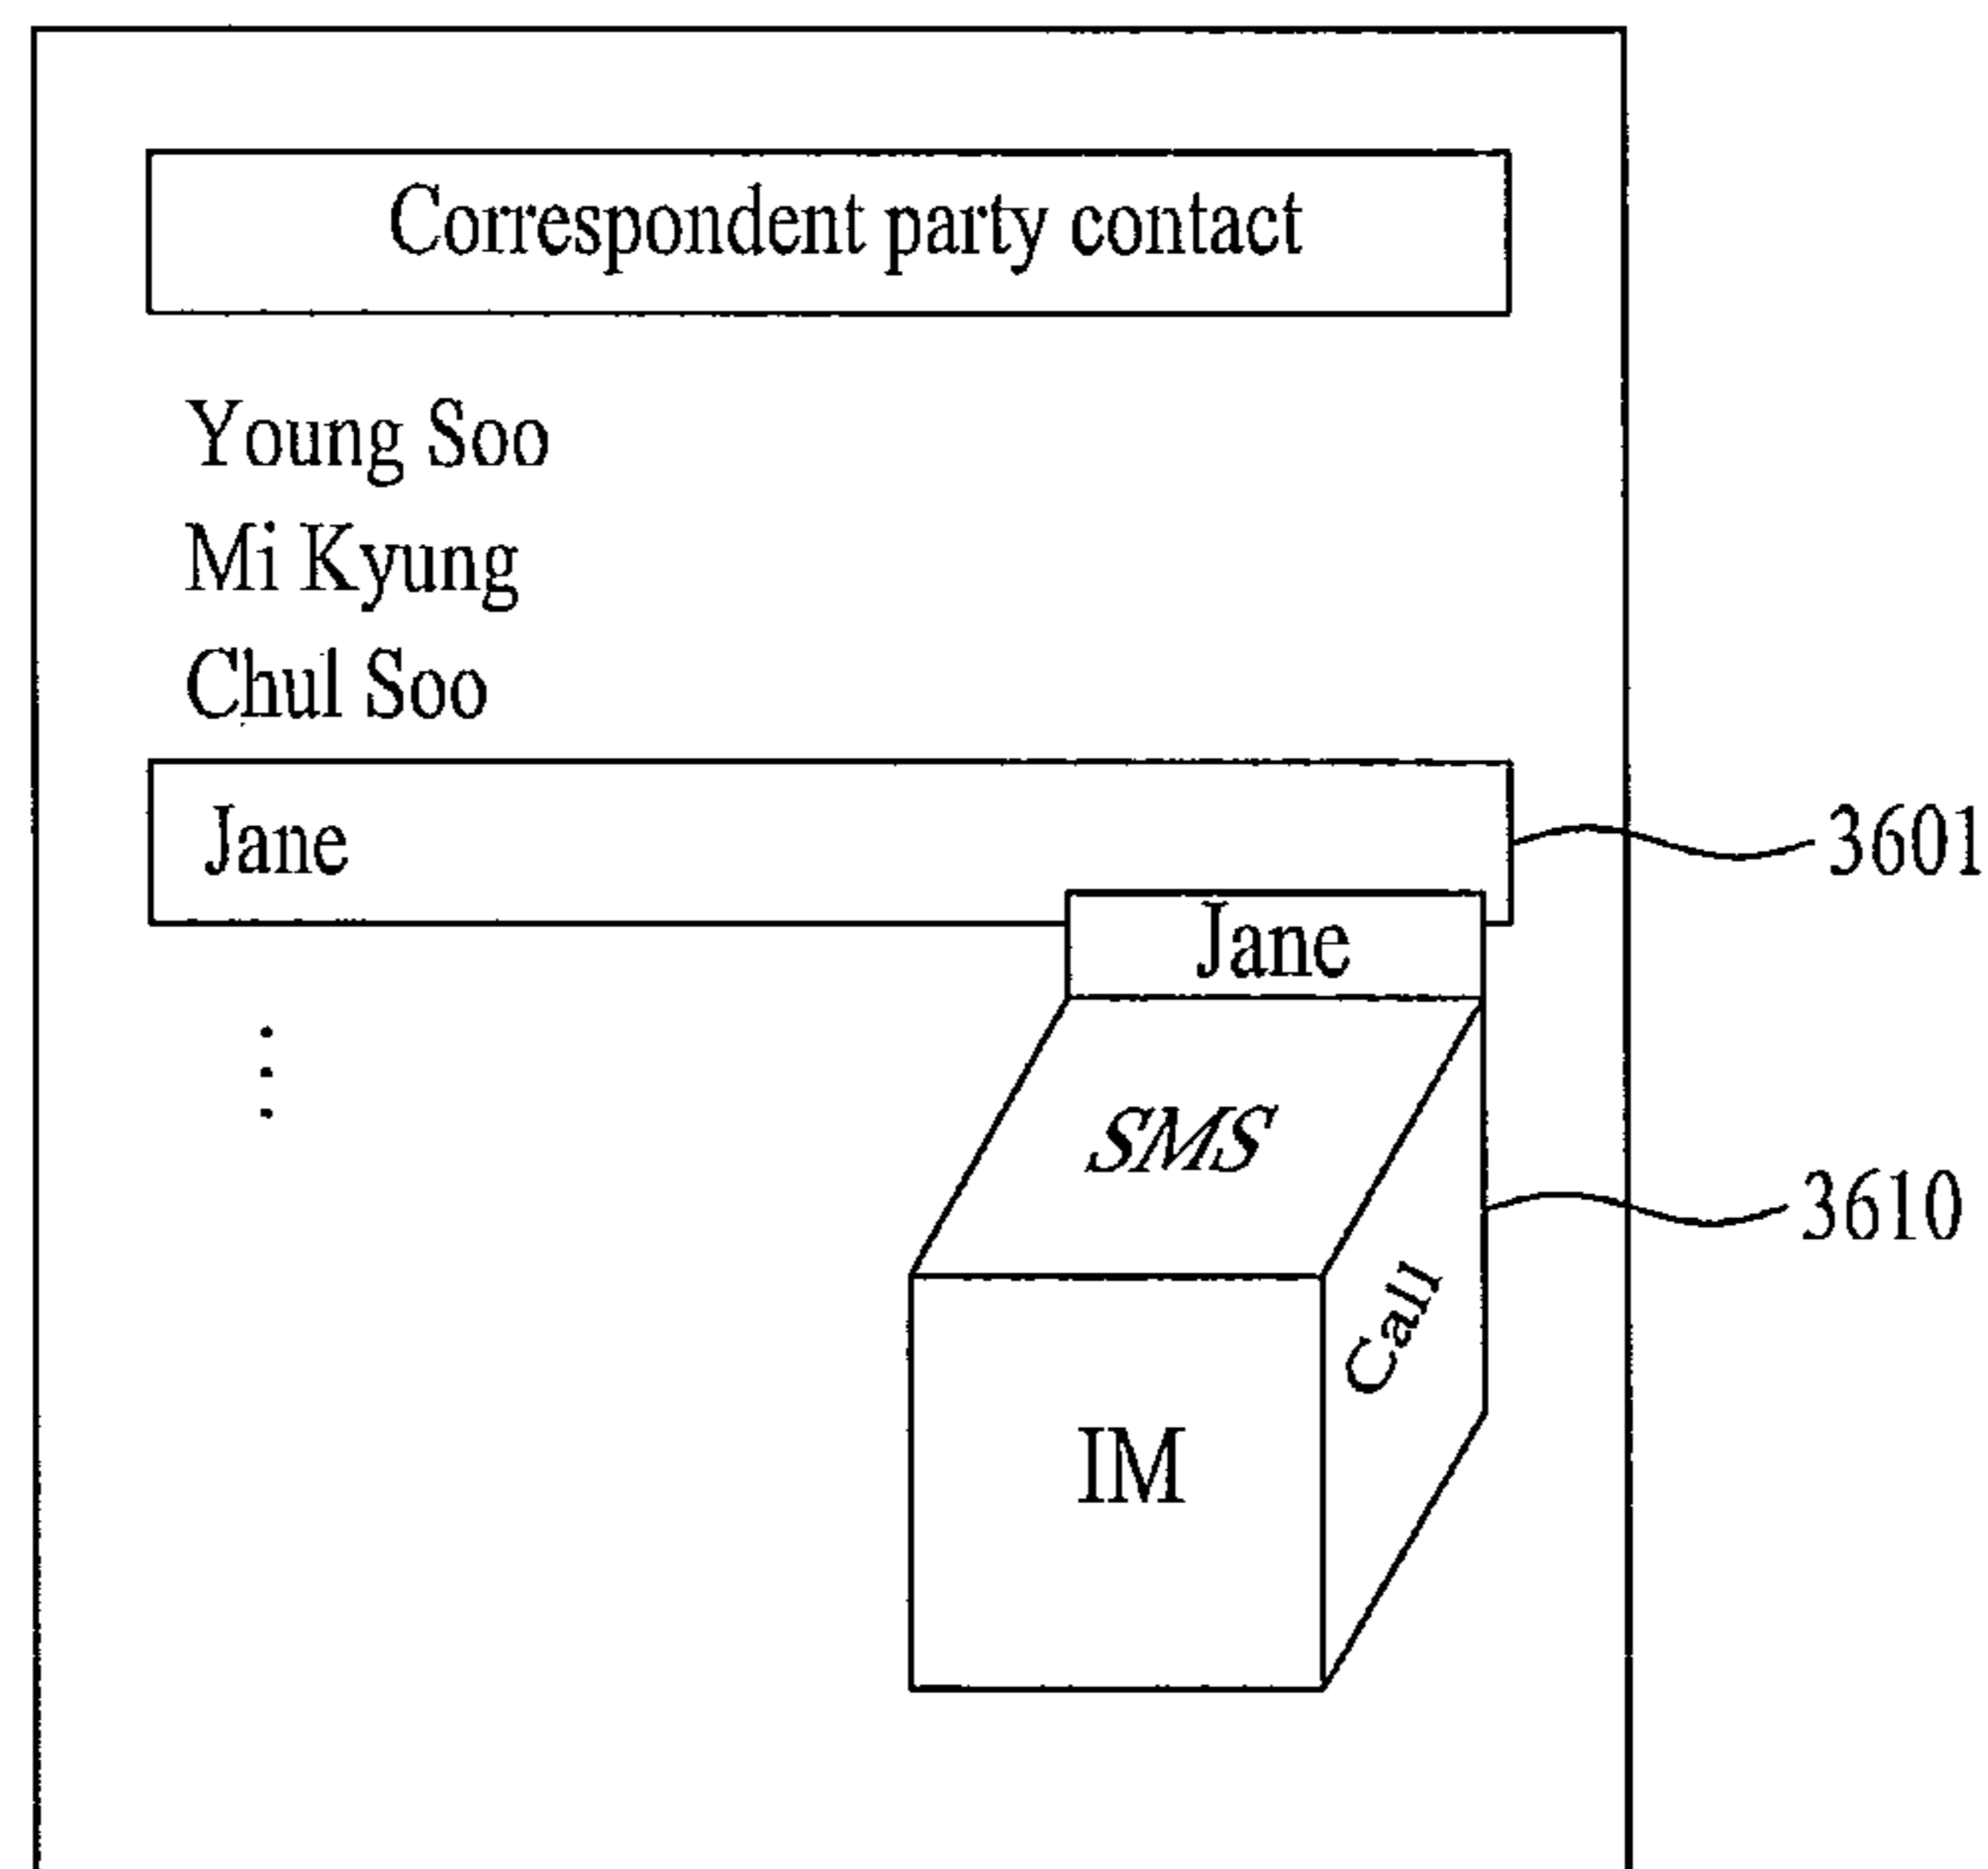 Correspondent party contact
Young Soo
Mi Kyung
Chul Soo
Jane
3601
Jane
SMS
3610
Call
IM